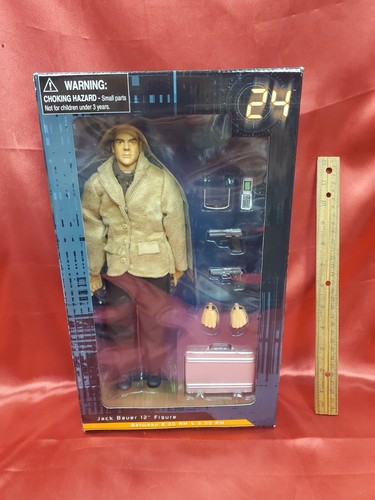 WARNING:
CHOKING HAZARD - Small parts
Not for children under 3 years.
24
Jack Bauer 12" Figure